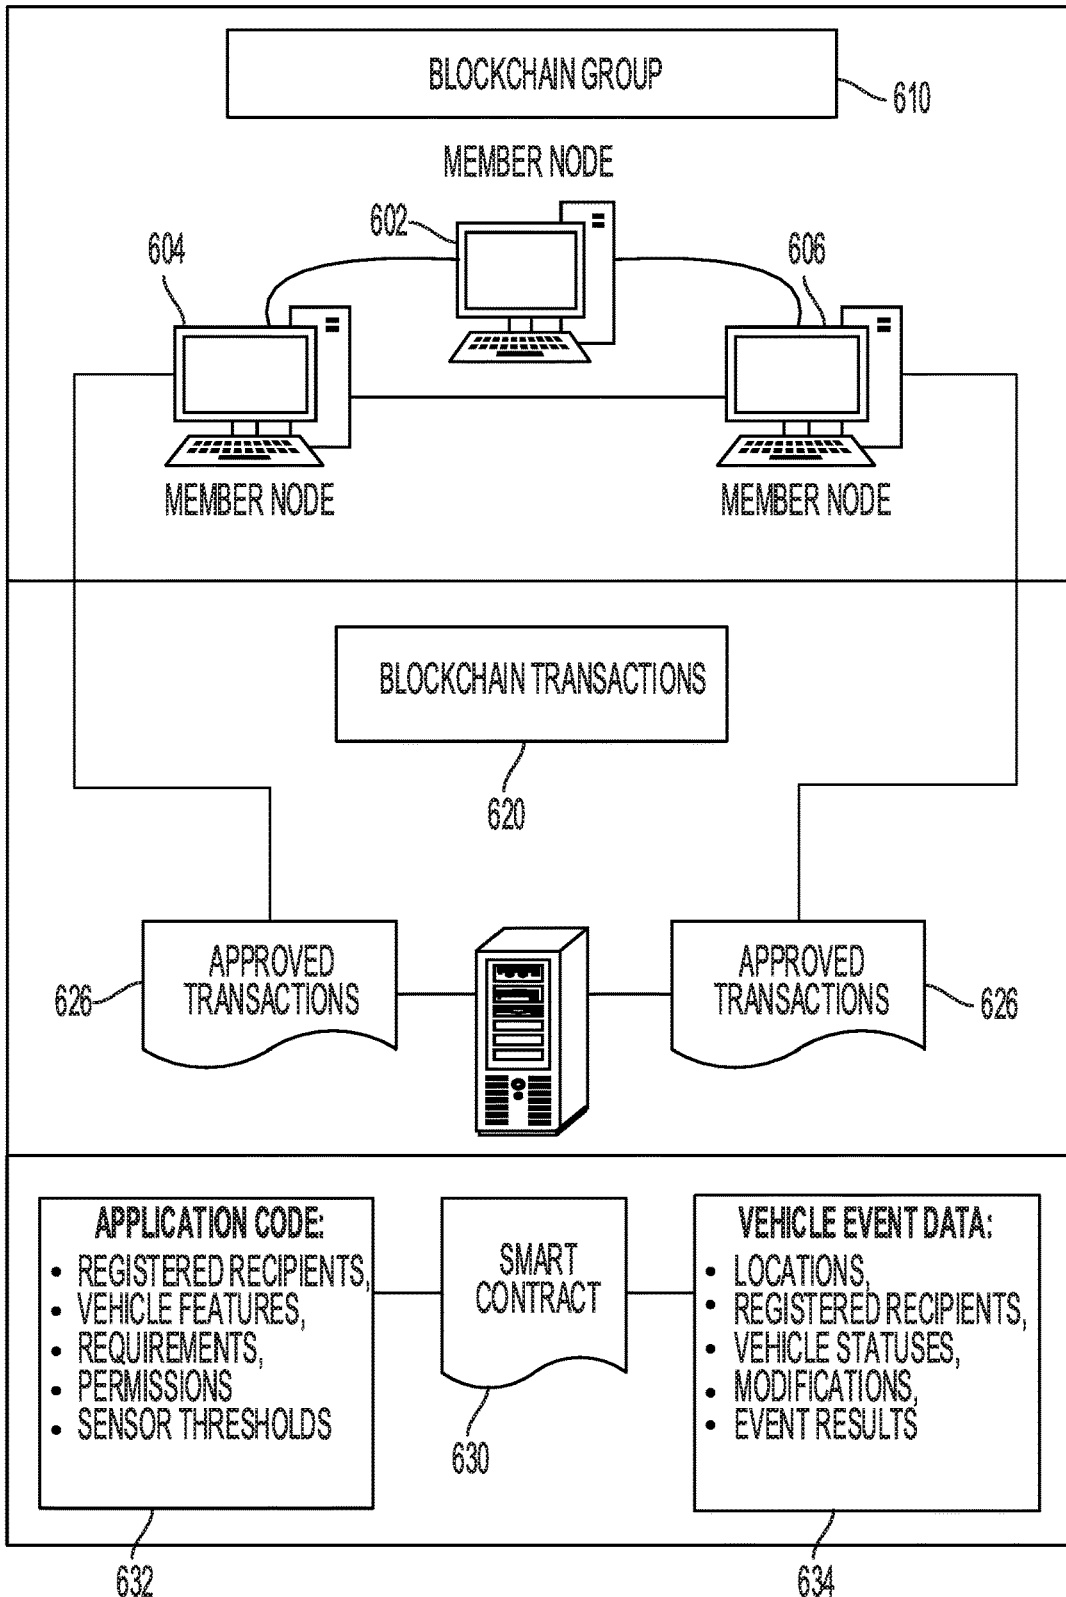 BLOCKCHAIN GROUP
610
MEMBER NODE
602
604
606
MEMBER NODE
MEMBER NODE
BLOCKCHAIN TRANSACTIONS
620
APPROVED
TRANSACTIONS
626
APPROVED
TRANSACTIONS
626
APPLICATION CODE:
• REGISTERED RECIPIENTS,
• VEHICLE FEATURES,
• REQUIREMENTS,
• PERMISSIONS
• SENSOR THRESHOLDS
632
SMART
CONTRACT
630
VEHICLE EVENT DATA:
• LOCATIONS,
• REGISTERED RECIPIENTS,
• VEHICLE STATUSES,
• MODIFICATIONS,
• EVENT RESULTS
634